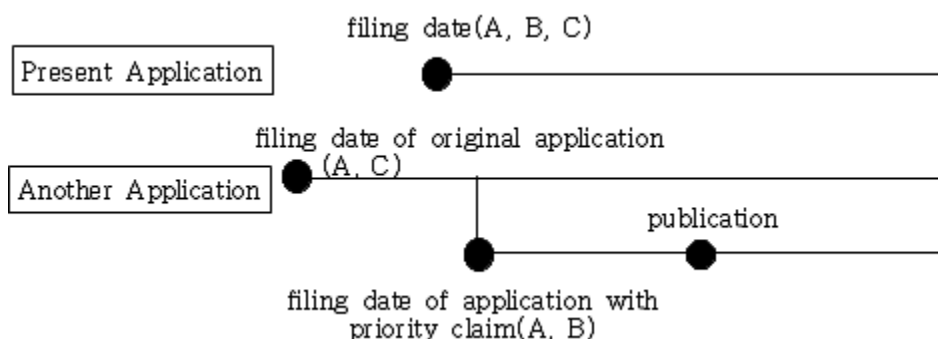 filing date(A, B, C)
Present Application
filing date of original application
(A, C)
Another Application
publication
filing date of application with
priority claim(A, B)